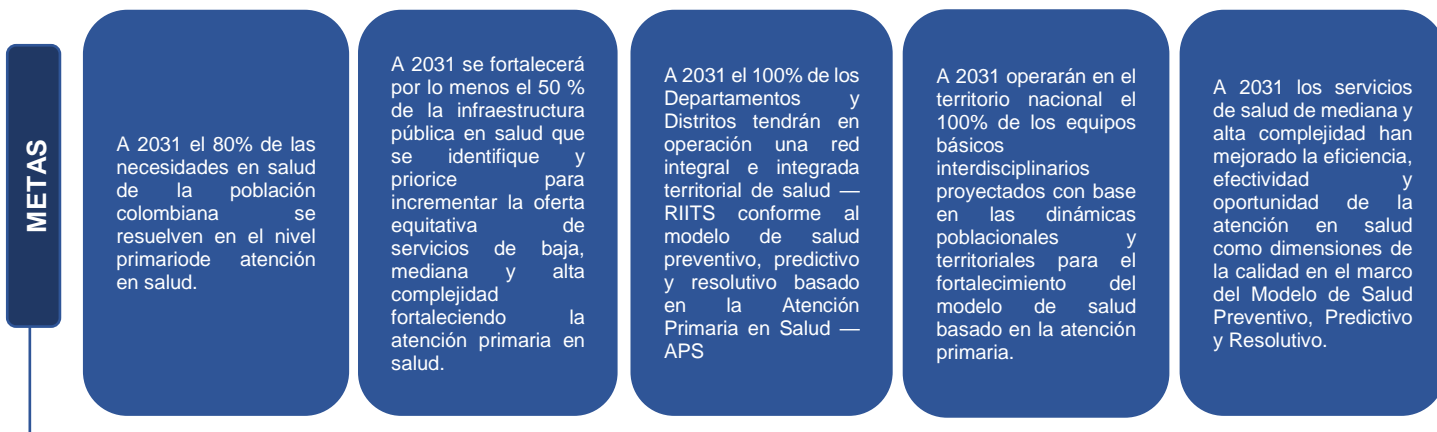 METAS
A 2031 el 80% de las
necesidades en salud
de la población
colombiana se
resuelven en el nivel
primariode atención
en salud.
A 2031 se fortalecerá
por lo menos el 50 %
de la infraestructura
pública en salud que
se identifique y
priorice para
incrementar la oferta
equitativa de
servicios de baja,
mediana y alta
complejidad
fortaleciendo la
atención primaria en
salud.
A 2031 el 100% de los
Departamentos y
Distritos tendrán en
operación una red
integral e integrada
territorial de salud —
RIITS conforme al
modelo de salud
preventivo, predictivo
y resolutivo basado
en la Atención
Primaria en Salud —
APS
A 2031 operarán en el
territorio nacional el
100% de los equipos
básicos
interdisciplinarios
proyectados con base
en las dinámicas
poblacionales y
territoriales para el
fortalecimiento del
modelo de salud
basado en la atención
primaria.
A 2031 los servicios
de salud de mediana y
alta complejidad han
mejorado la eficiencia,
efectividad y
oportunidad de la
atención en salud
como dimensiones de
la calidad en el marco
del Modelo de Salud
Preventivo, Predictivo
y Resolutivo.